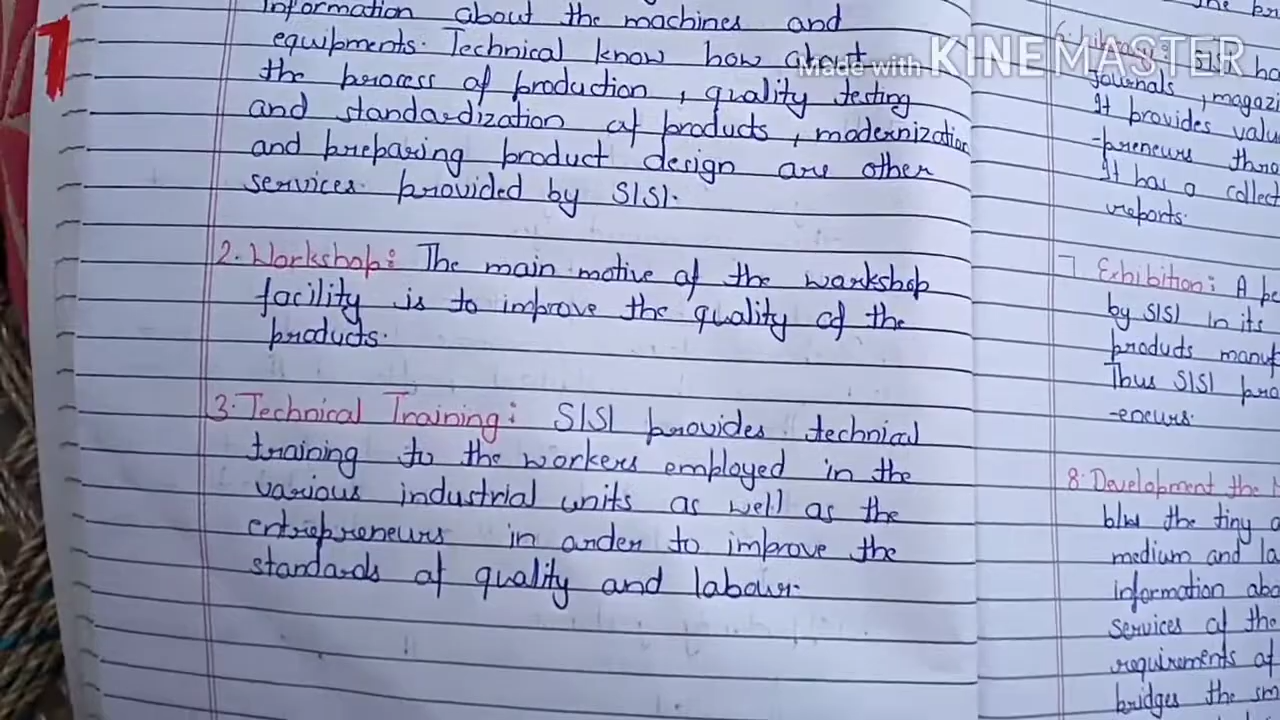 Information about the machines and
equipments. Technical know how about
the process of production, quality testing
and standardization of products, modernization
and preparing product design are other
services provided by SISI.
2. Workshop: The main motive of the workshop
facility is to improve the quality of the
products.
3. Technical Training: SISI provides technical
training to the workers employed in the
various industrial units as well as the
entrepreneurs in order to improve the
standards of quality and labour.
Made with KINEMASTER
The
6. Library: SISI
Journals, magazi
It provides valu
-preneurs thro
It has a collect
reports.
7 Exhibition: A pe
by SISI in its
products manuf
Thus SISI pro
-eneurs.
8. Development the
b/w the tiny
medium and la
information abo
services of the
requirements of
bridges the sm